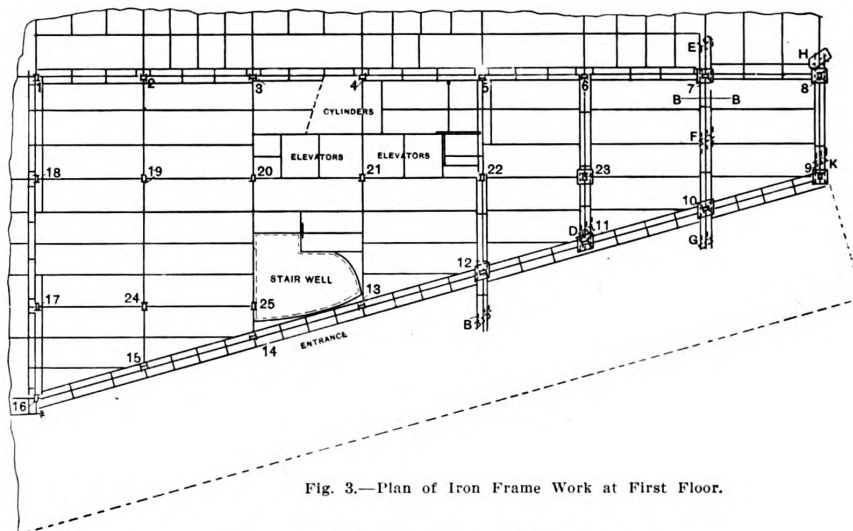 E
H
1 2 3 4 5 6 7 8
CYLINDERS
B B
F
ELEVATORS ELEVATORS
K
18 19 20 21 22 23 9
10
D 11
G
12
STAIR WELL
17 24 25 13
B
ENTRANCE
14
15
16
Fig. 3.—Plan of Iron Frame Work at First Floor.